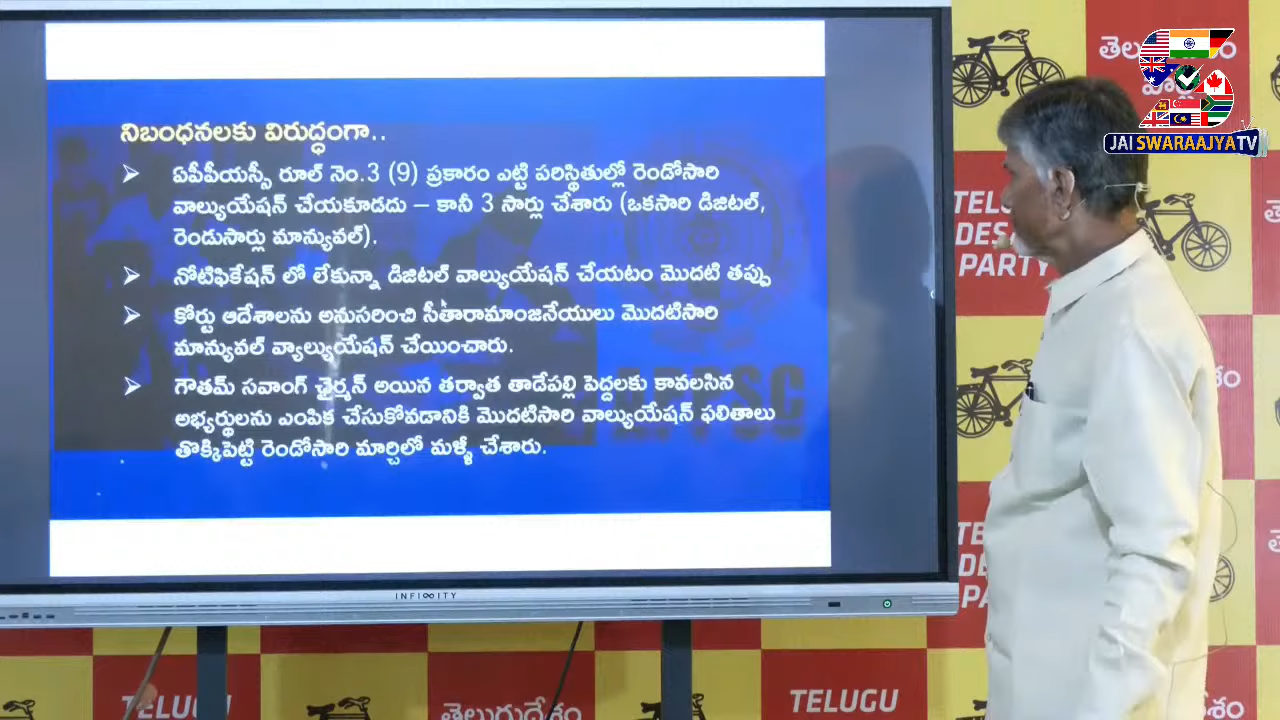 నిబంధనలకు విరుద్ధంగా..
➢ ఏపీపీయస్సీ రూల్ నెం.3 (9) ప్రకారం ఎట్టి పరిస్థితుల్లో రెండోసారి
వాల్యుయేషన్ చేయకూడదు – కానీ 3 సార్లు చేశారు (ఒకసారి డిజిటల్,
రెండుసార్లు మాన్యువల్).
➢ నోటిఫికేషన్ లో లేకున్నా డిజిటల్ వాల్యుయేషన్ చేయటం మొదటి తప్పు
➢ కోర్టు ఆదేశాలను అనుసరించి సీతారామాంజనేయులు మొదటిసారి
మాన్యువల్ వ్యాల్యుయేషన్ చేయించారు.
➢ గౌతమ్ సవాంగ్ ఛైర్మన్ అయిన తర్వాత తాడేపల్లి పెద్దలకు కావలసిన
అభ్యర్థులను ఎంపిక చేసుకోవడానికి మొదటిసారి వాల్యుయేషన్ ఫలితాలు
తొక్కిపెట్టి రెండోసారి మార్చిలో మళ్ళీ చేశారు.
INFINITY
JAI SWARAAJYA TV
TELU
DES
PARTY
TELUGU
తెలుగుదేశం